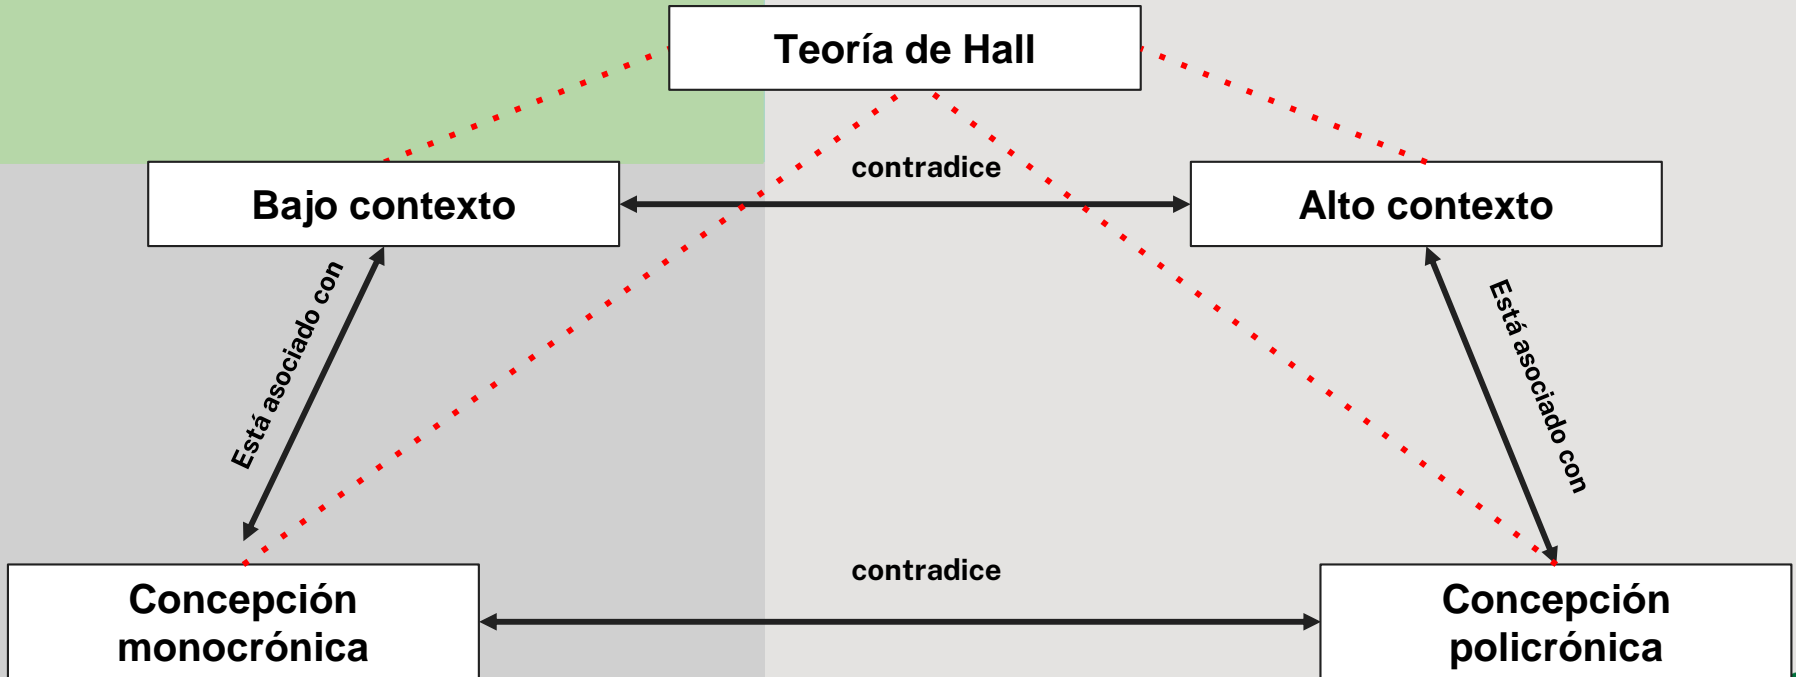 Teoría de Hall
contradice
Bajo contexto
Alto contexto
Está asociado con
Está asociado con
contradice
Concepción
monocrónica
Concepción
policrónica